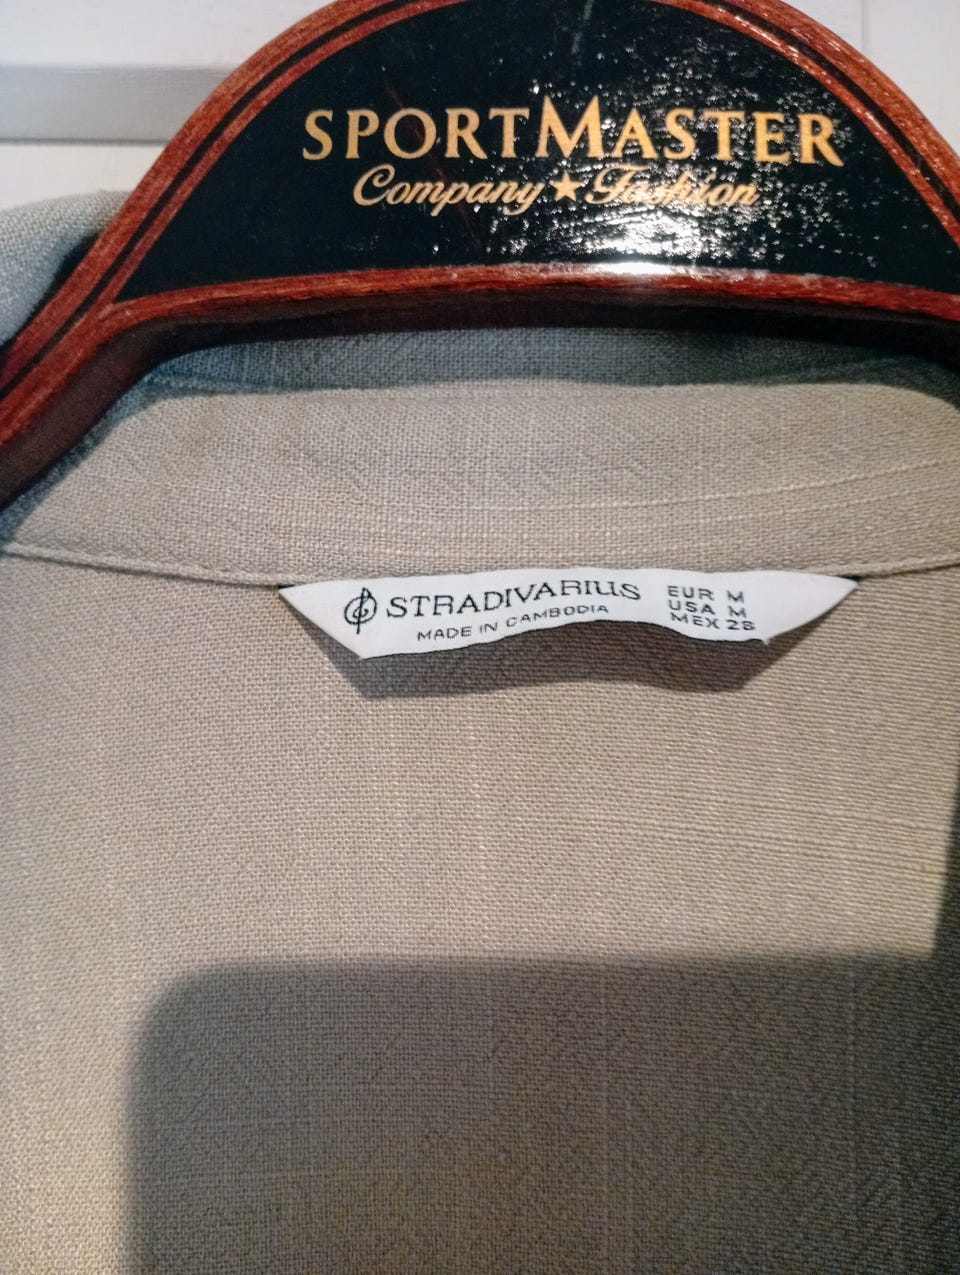 SPORTMASTER
Company ★ Fashion
STRADIVARIUS
MADE IN CAMBODIA
EUR M
USA M
MEX 28